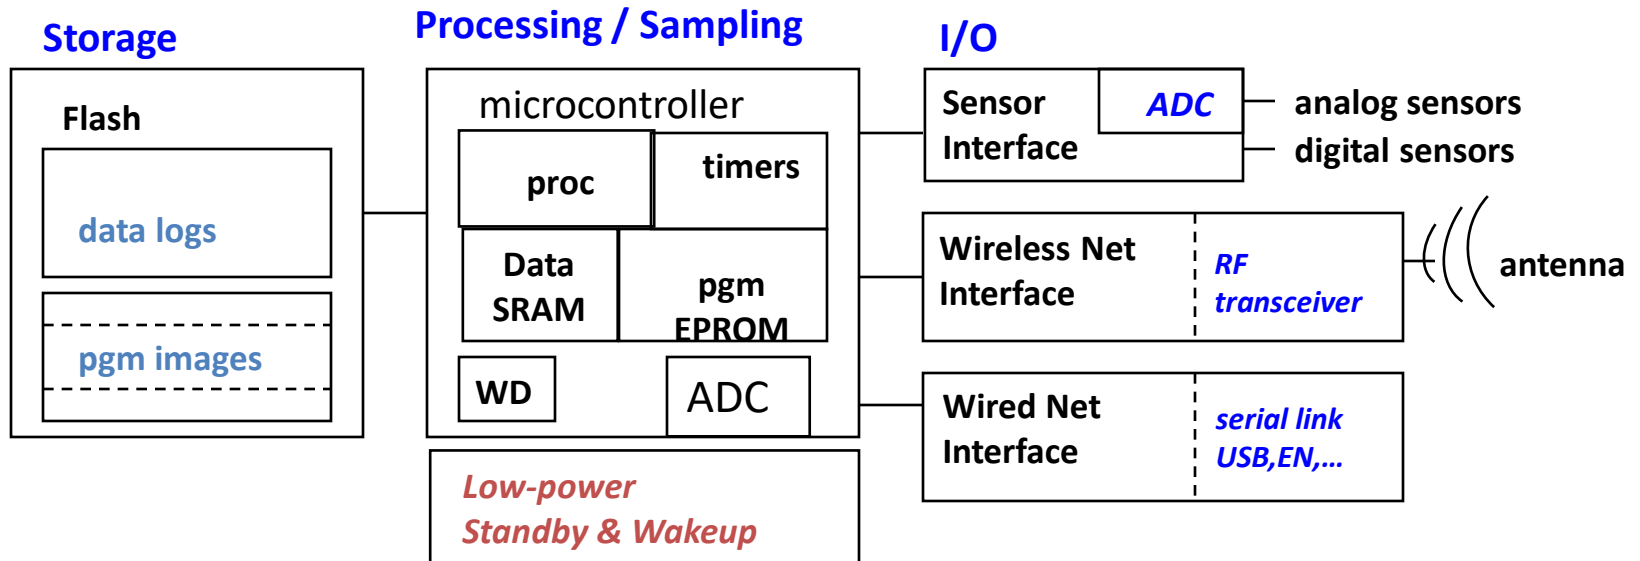 Storage
Processing / Sampling
I/O
Flash
data logs
pgm images
microcontroller
proc
timers
Data
SRAM
pgm
EPROM
WD
ADC
Low-power
Standby & Wakeup
Sensor
Interface
ADC
analog sensors
digital sensors
Wireless Net
Interface
RF
transceiver
antenna
Wired Net
Interface
serial link
USB,EN,...